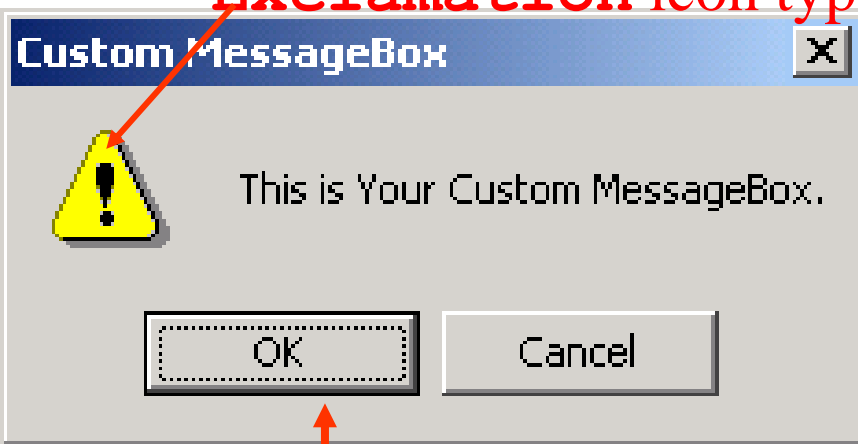 Exclamation icon typ
Custom MessageBox
This is Your Custom MessageBox.
OK
Cancel